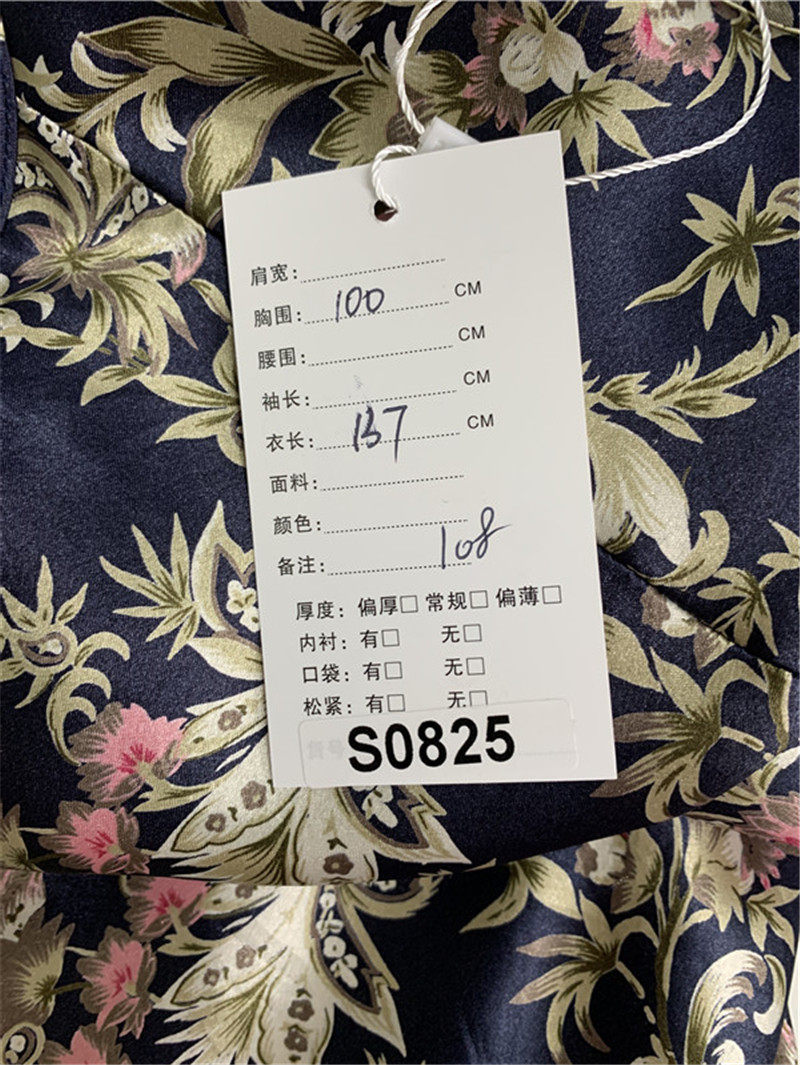 肩宽：
胸围： 100 CM
腰围： CM
袖长： CM
衣长： 137 CM
面料：
颜色：
备注： 108
厚度： 偏厚□ 常规□ 偏薄□
内衬： 有□ 无□
口袋： 有□ 无□
松紧： 有□ 无□
货号 S0825